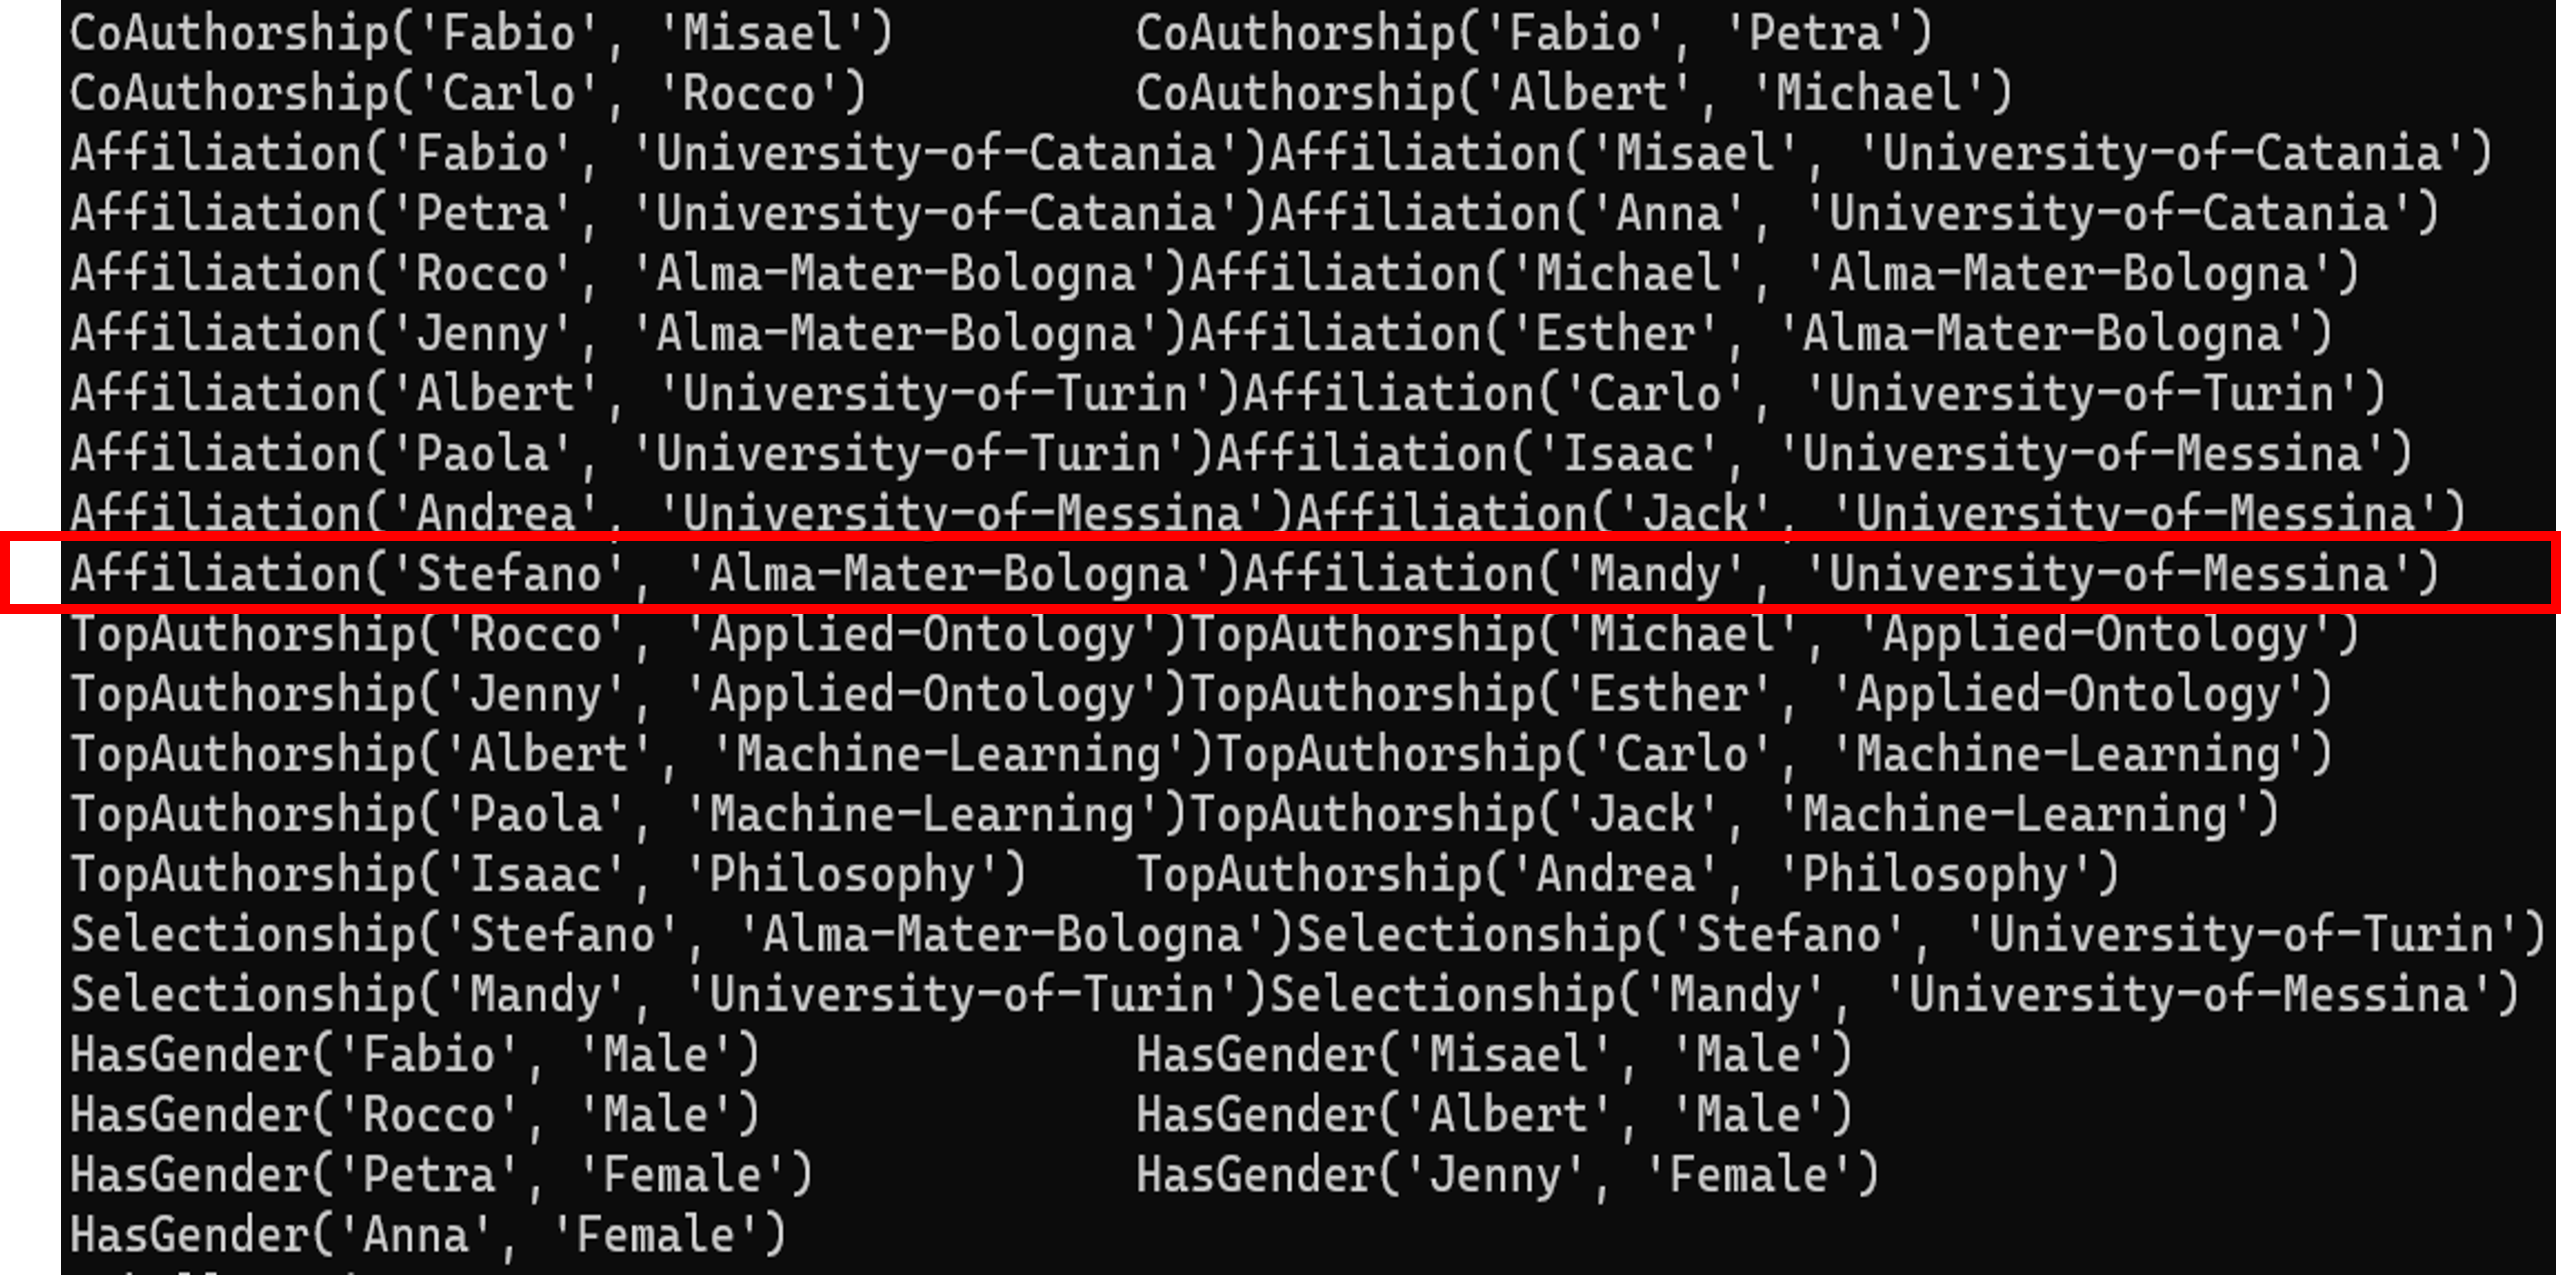 CoAuthorship('Fabio', 'Misael') CoAuthorship('Fabio', 'Petra')
CoAuthorship('Carlo', 'Rocco') CoAuthorship('Albert', 'Michael')
Affiliation('Fabio', 'University-of-Catania')Affiliation('Misael', 'University-of-Catania')
Affiliation('Petra', 'University-of-Catania')Affiliation('Anna', 'University-of-Catania')
Affiliation('Rocco', 'Alma-Mater-Bologna')Affiliation('Michael', 'Alma-Mater-Bologna')
Affiliation('Jenny', 'Alma-Mater-Bologna')Affiliation('Esther', 'Alma-Mater-Bologna')
Affiliation('Albert', 'University-of-Turin')Affiliation('Carlo', 'University-of-Turin')
Affiliation('Paola', 'University-of-Turin')Affiliation('Isaac', 'University-of-Messina')
Affiliation('Andrea', 'University-of-Messina')Affiliation('Jack', 'University-of-Messina')
Affiliation('Stefano', 'Alma-Mater-Bologna')Affiliation('Mandy', 'University-of-Messina')
TopAuthorship('Rocco', 'Applied-Ontology')TopAuthorship('Michael', 'Applied-Ontology')
TopAuthorship('Jenny', 'Applied-Ontology')TopAuthorship('Esther', 'Applied-Ontology')
TopAuthorship('Albert', 'Machine-Learning')TopAuthorship('Carlo', 'Machine-Learning')
TopAuthorship('Paola', 'Machine-Learning')TopAuthorship('Jack', 'Machine-Learning')
TopAuthorship('Isaac', 'Philosophy') TopAuthorship('Andrea', 'Philosophy')
Selectionship('Stefano', 'Alma-Mater-Bologna')Selectionship('Stefano', 'University-of-Turin')
Selectionship('Mandy', 'University-of-Turin')Selectionship('Mandy', 'University-of-Messina')
HasGender('Fabio', 'Male') HasGender('Misael', 'Male')
HasGender('Rocco', 'Male') HasGender('Albert', 'Male')
HasGender('Petra', 'Female') HasGender('Jenny', 'Female')
HasGender('Anna', 'Female')